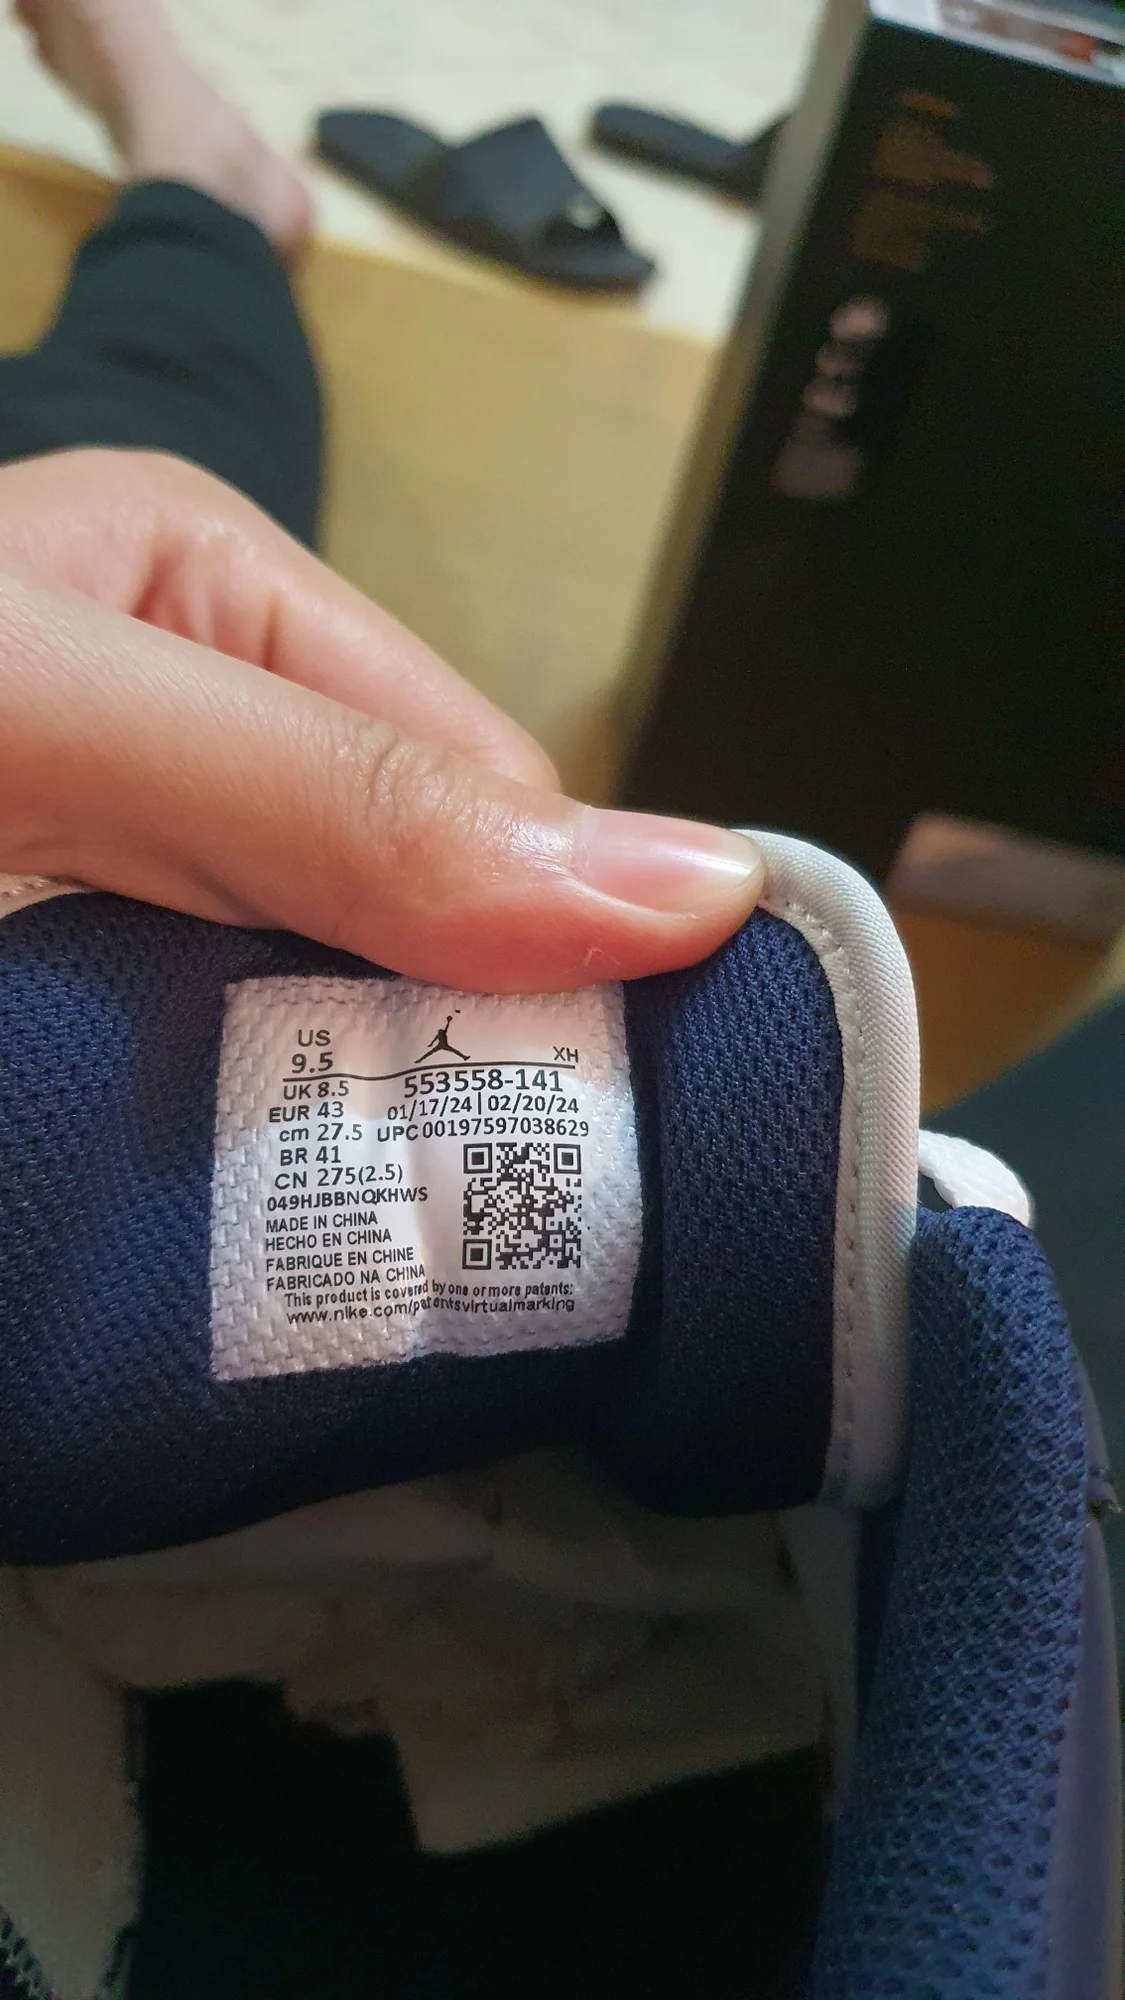 US
9.5
XH
UK 8.5
553558-141
EUR 43
01/17/24|02/20/24
cm 27.5
UPC00197597038629
BR 41
CN 275(2.5)
049HJBBNQKHWS
MADE IN CHINA
HECHO EN CHINA
FABRIQUE EN CHINE
FABRICADO NA CHINA
This product is covered by one or more patents:
www.nike.com/patentsvirtualmarking